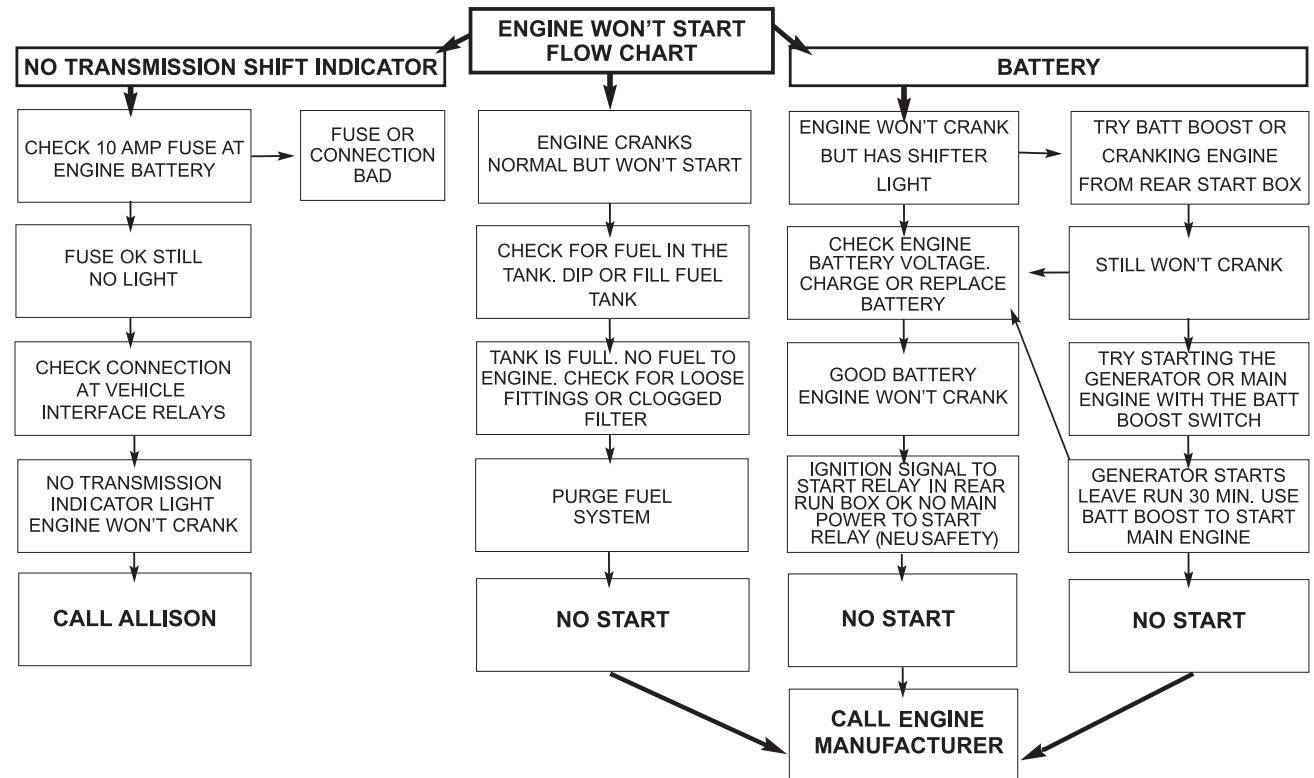 ENGINE WON'T START
FLOW CHART
NO TRANSMISSION SHIFT INDICATOR
CHECK 10 AMP FUSE AT
ENGINE BATTERY
FUSE OR
CONNECTION
BAD
FUSE OK STILL
NO LIGHT
CHECK CONNECTION
AT VEHICLE
INTERFACE RELAYS
NO TRANSMISSION
INDICATOR LIGHT
ENGINE WON'T CRANK
CALL ALLISON
ENGINE CRANKS
NORMAL BUT WON'T START
CHECK FOR FUEL IN THE
TANK. DIP OR FILL FUEL
TANK
TANK IS FULL. NO FUEL TO
ENGINE. CHECK FOR LOOSE
FITTINGS OR CLOGGED
FILTER
PURGE FUEL
SYSTEM
NO START
BATTERY
ENGINE WON'T CRANK
BUT HAS SHIFTER
LIGHT
CHECK ENGINE
BATTERY VOLTAGE.
CHARGE OR REPLACE
BATTERY
GOOD BATTERY
ENGINE WON'T CRANK
IGNITION SIGNAL TO
START RELAY IN REAR
RUN BOX OK NO MAIN
POWER TO START
RELAY (NEU SAFETY)
NO START
TRY BATT BOOST OR
CRANKING ENGINE
FROM REAR START BOX
STILL WON'T CRANK
TRY STARTING THE
GENERATOR OR MAIN
ENGINE WITH THE BATT
BOOST SWITCH
GENERATOR STARTS
LEAVE RUN 30 MIN. USE
BATT BOOST TO START
MAIN ENGINE
NO START
CALL ENGINE
MANUFACTURER